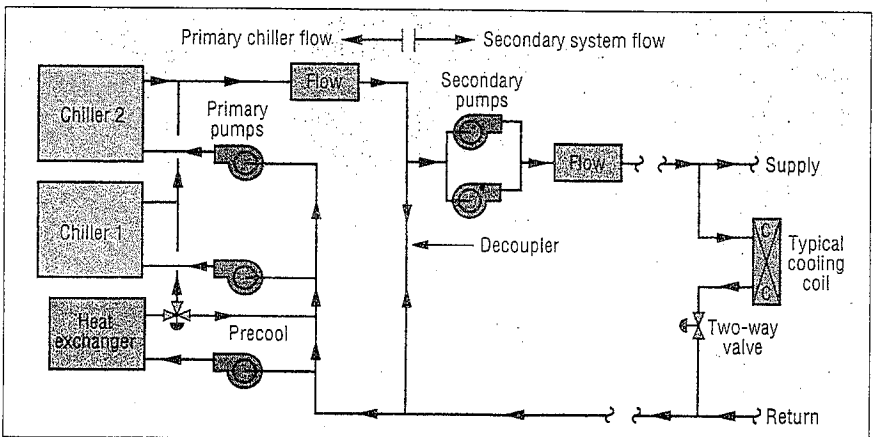 Primary chiller flow
Secondary system flow
Chiller 2
Flow
Primary
pumps
Secondary
pumps
Flow
Supply
Chiller 1
Decoupler
C
C
Typical
cooling
coil
Heat
exchanger
Precool
Two-way
valve
Return